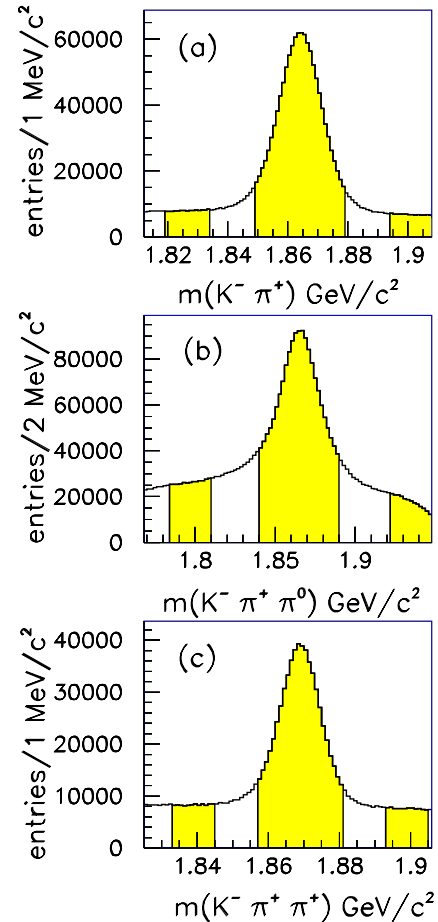 (a)
entries/1 MeV/c²
60000
40000
20000
0
1.82 1.84 1.86 1.88 1.9
m(K⁻ π⁺) GeV/c²
(b)
entries/2 MeV/c²
80000
60000
40000
20000
0
1.8 1.85 1.9
m(K⁻ π⁺ π⁰) GeV/c²
(c)
entries/1 MeV/c²
40000
30000
20000
10000
0
1.84 1.86 1.88 1.9
m(K⁻ π⁺ π⁺) GeV/c²